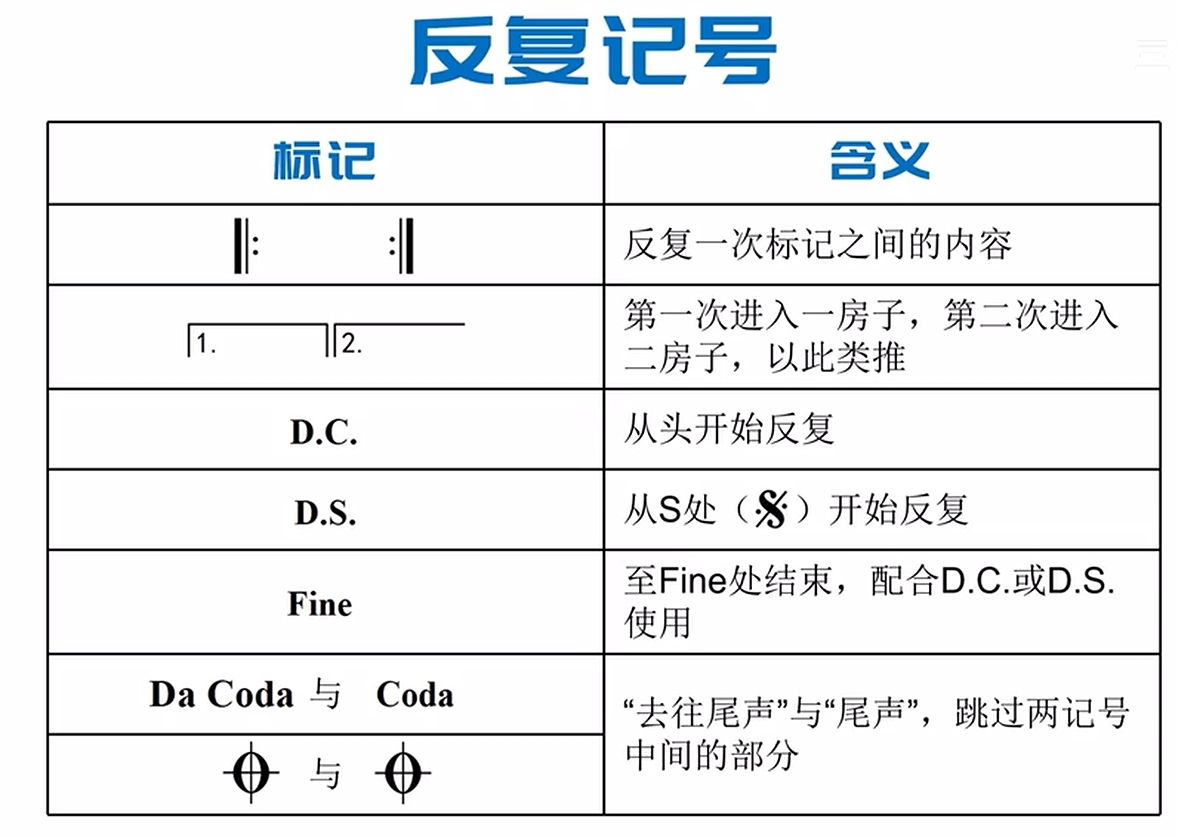 反复记号
标记
含义
反复一次标记之间的内容
1.
2.
第一次进入一房子，第二次进入
二房子，以此类推
D.C.
从头开始反复
D.S.
从S处（𝄋）开始反复
Fine
至Fine处结束，配合D.C.或D.S.
使用
Da Coda 与 Coda
“去往尾声”与“尾声”，跳过两记号
中间的部分
𝄌 与 𝄌